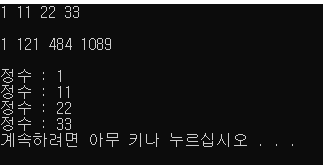 1 11 22 33
1 121 484 1089
정수 : 1
정수 : 11
정수 : 22
정수 : 33
계속하려면 아무 키나 누르십시오 . . .